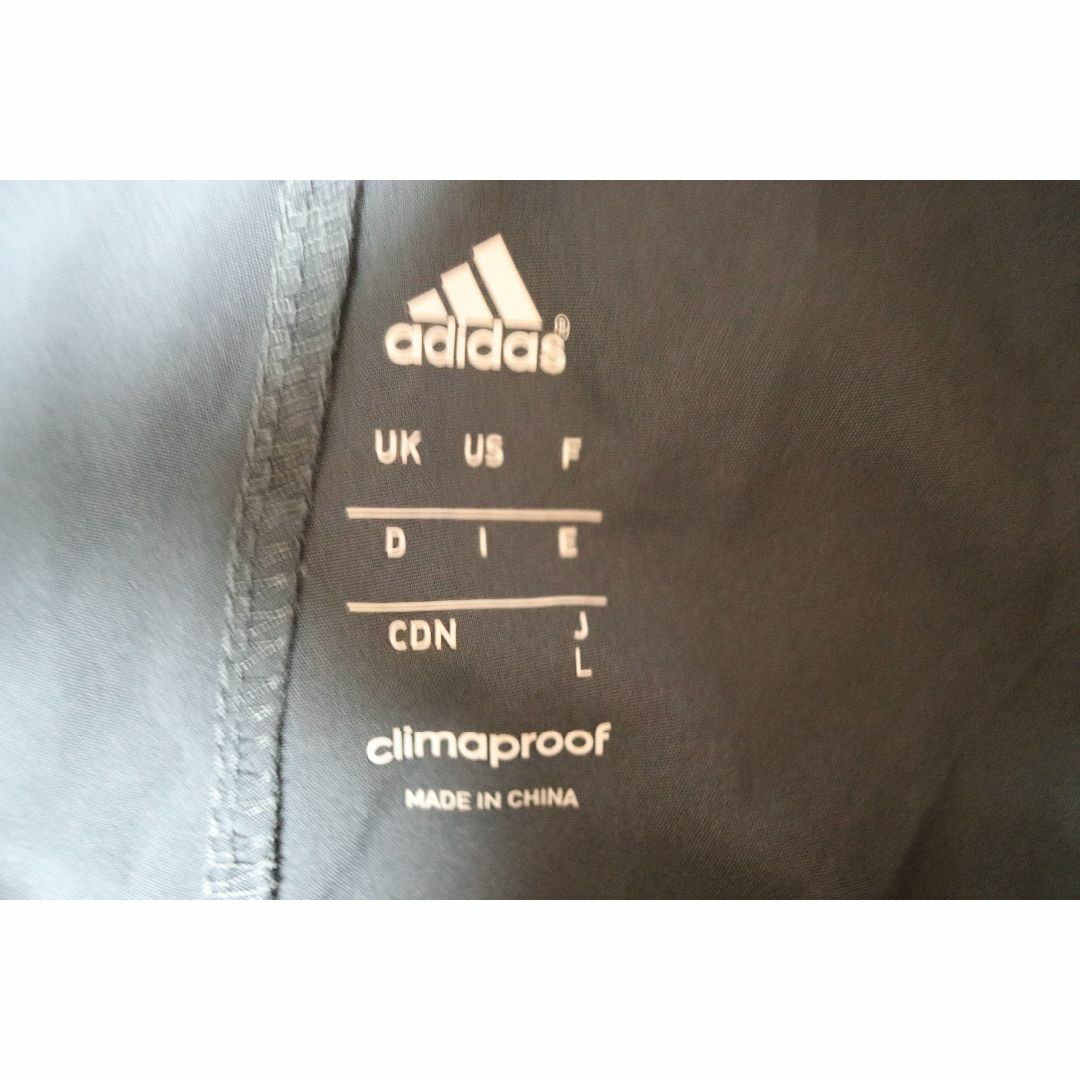 adidas®
UK US F
D I E
CDN J
L
climaproof
MADE IN CHINA